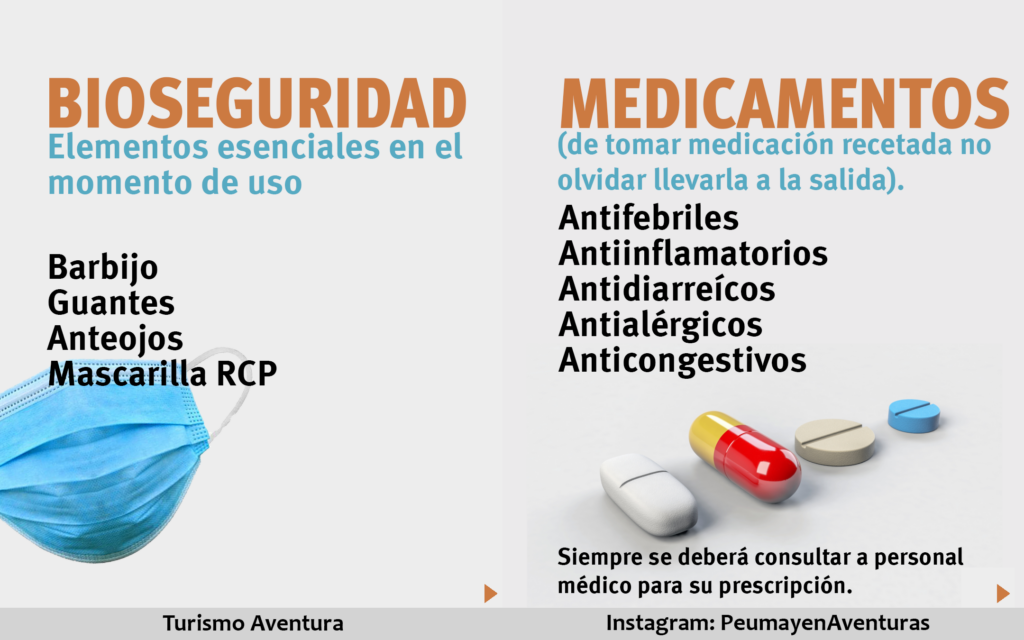 BIOSEGURIDAD
Elementos esenciales en el
momento de uso
Barbijo
Guantes
Anteojos
Mascarilla RCP
Turismo Aventura
MEDICAMENTOS
(de tomar medicación recetada no
olvidar llevarla a la salida).
Antifebriles
Antiinflamatorios
Antidiarreícos
Antialérgicos
Anticongestivos
Siempre se deberá consultar a personal
médico para su prescripción.
Instagram: PeumayenAventuras